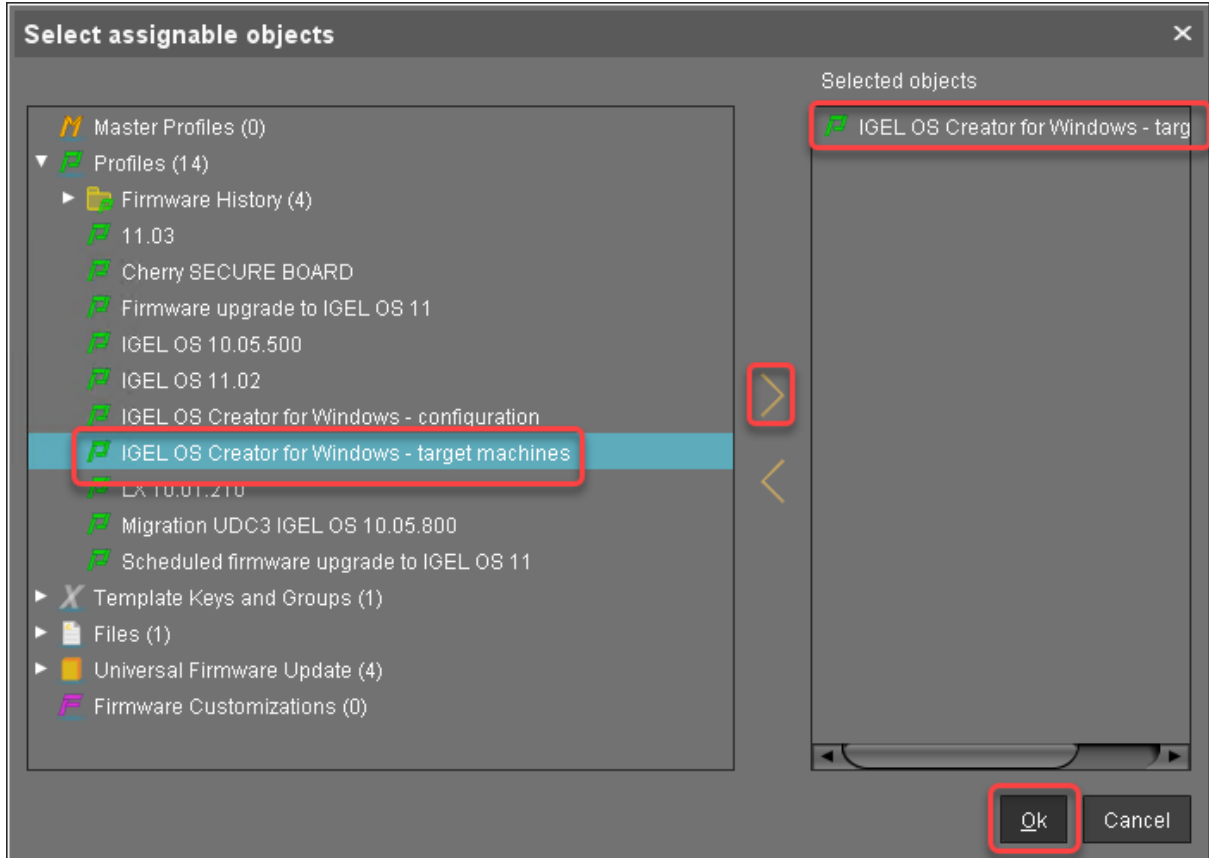 Select assignable objects
Selected objects
Master Profiles (0)
Profiles (14)
Firmware History (4)
11.03
Cherry SECURE BOARD
Firmware upgrade to IGEL OS 11
IGEL OS 10.05.500
IGEL OS 11.02
IGEL OS Creator for Windows - configuration
IGEL OS Creator for Windows - target machines
LX 10.01.210
Migration UDC3 IGEL OS 10.05.800
Scheduled firmware upgrade to IGEL OS 11
Template Keys and Groups (1)
Files (1)
Universal Firmware Update (4)
Firmware Customizations (0)
IGEL OS Creator for Windows - targ
Ok
Cancel